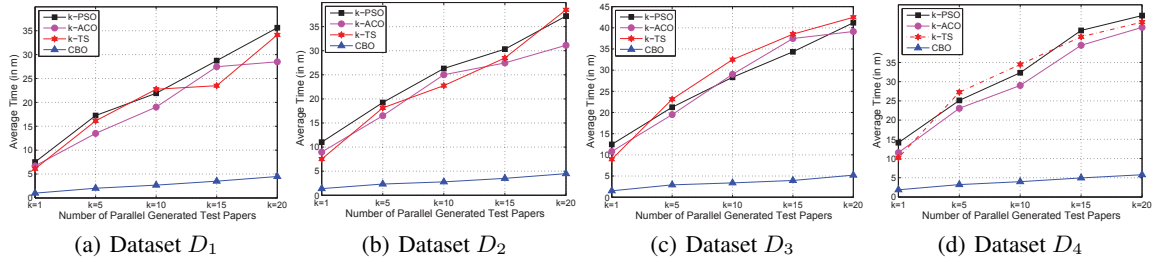 k−PSO
k−ACO
k−TS
CBO
35
30
25
20
15
10
5
0
Average Time (in m)
k=1
k=5
k=10
k=15
k=20
Number of Parallel Generated Test Papers
(a) Dataset D1
k−PSO
k−ACO
k−TS
CBO
35
30
25
20
15
10
5
0
Average Time (in m)
k=1
k=5
k=10
k=15
k=20
Number of Parallel Generated Test Papers
(b) Dataset D2
k−PSO
k−ACO
k−TS
CBO
45
40
35
30
25
20
15
10
5
0
Average Time (in m)
k=1
k=5
k=10
k=15
k=20
Number of Parallel Generated Test Papers
(c) Dataset D3
k−PSO
k−ACO
k−TS
CBO
35
30
25
20
15
10
5
0
Average Time (in m)
k=1
k=5
k=10
k=15
k=20
Number of Parallel Generated Test Papers
(d) Dataset D4